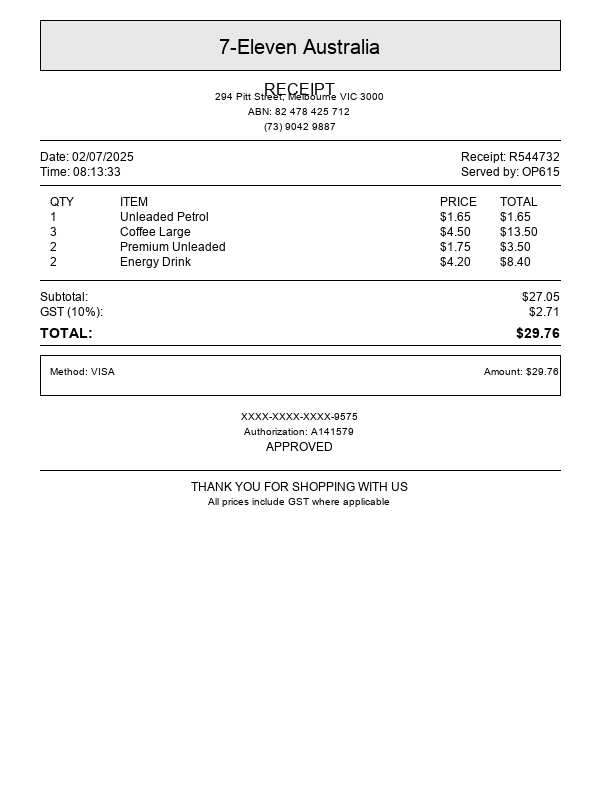 7-Eleven Australia
RECEIPT
294 Pitt Street, Melbourne VIC 3000
ABN: 82 478 425 712
(73) 9042 9887
Date: 02/07/2025 Receipt: R544732
Time: 08:13:33 Served by: OP615
QTY ITEM PRICE TOTAL
1 Unleaded Petrol $1.65 $1.65
3 Coffee Large $4.50 $13.50
2 Premium Unleaded $1.75 $3.50
2 Energy Drink $4.20 $8.40
Subtotal: $27.05
GST (10%): $2.71
TOTAL: $29.76
Method: VISA Amount: $29.76
XXXX-XXXX-XXXX-9575
Authorization: A141579
APPROVED
THANK YOU FOR SHOPPING WITH US
All prices include GST where applicable